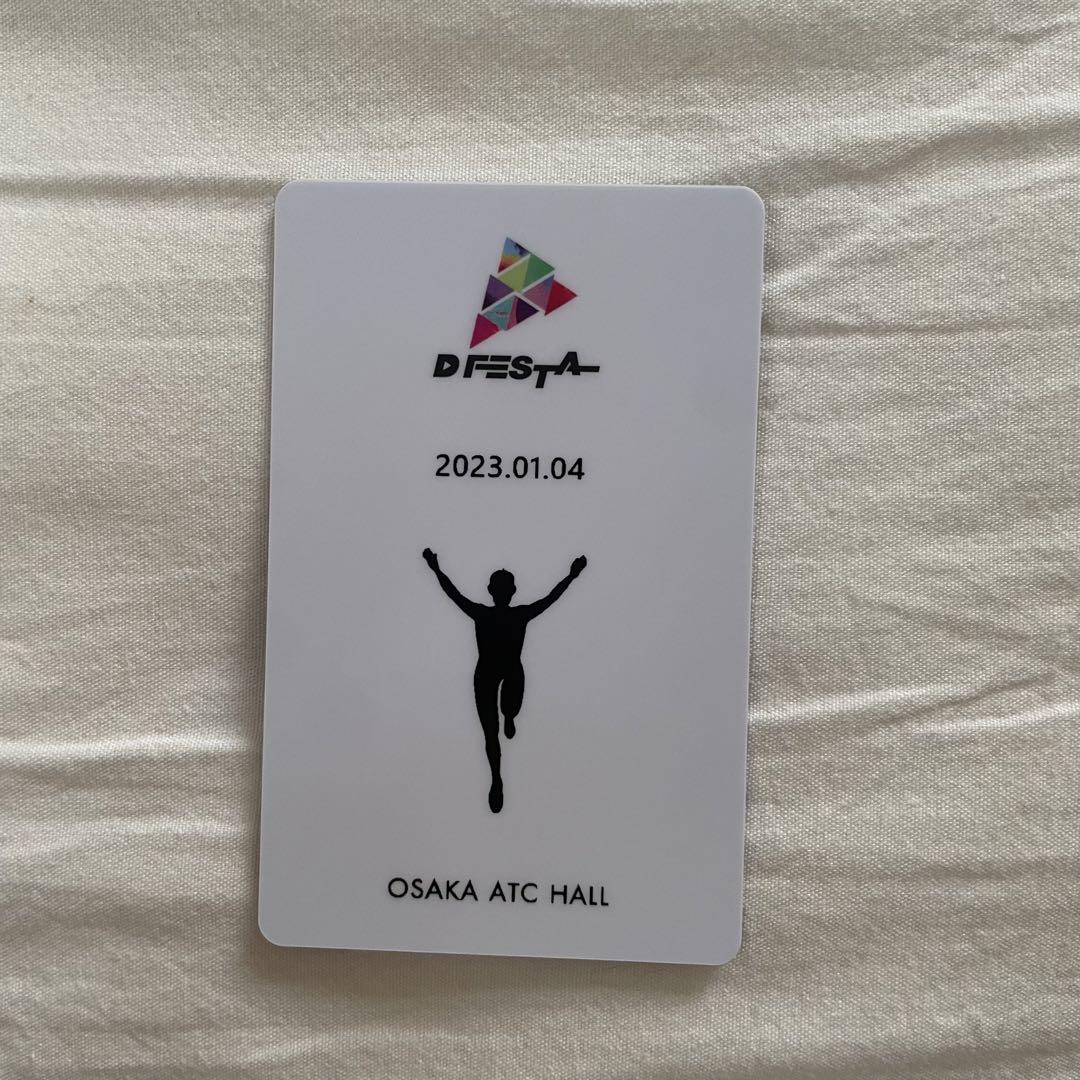 D FESTA
2023.01.04
OSAKA ATC HALL